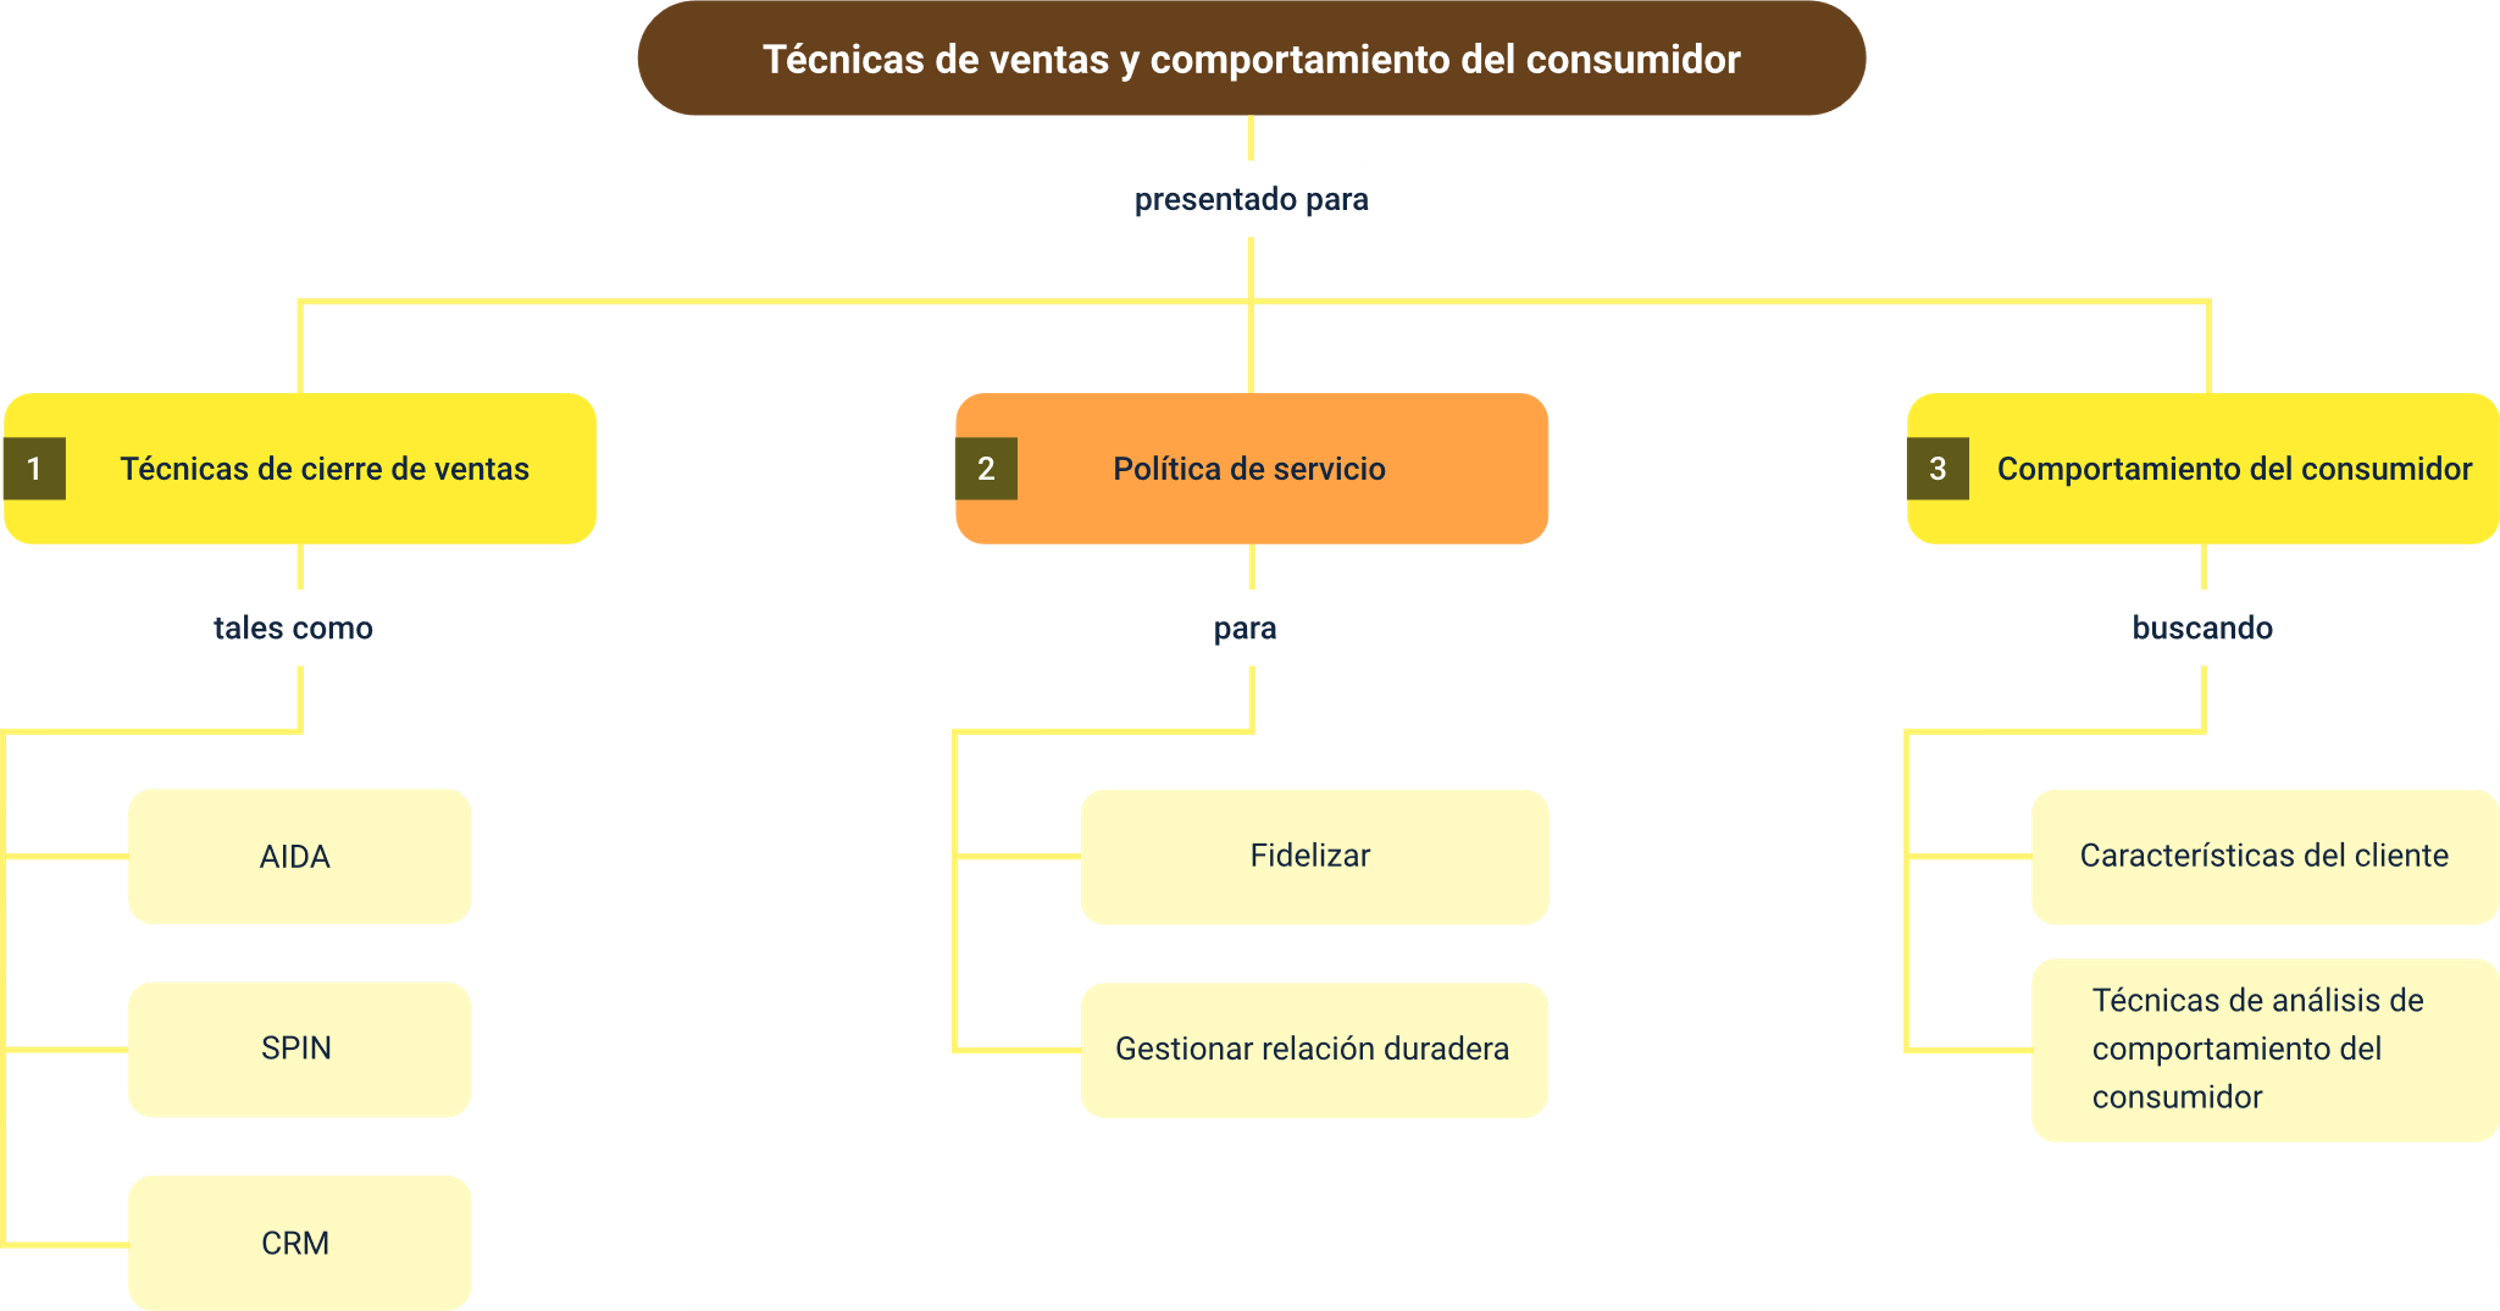 Técnicas de ventas y comportamiento del consumidor
presentado para
1 Técnicas de cierre de ventas
tales como
AIDA
SPIN
CRM
2 Política de servicio
para
Fidelizar
Gestionar relación duradera
3 Comportamiento del consumidor
buscando
Características del cliente
Técnicas de análisis de
comportamiento del
consumidor